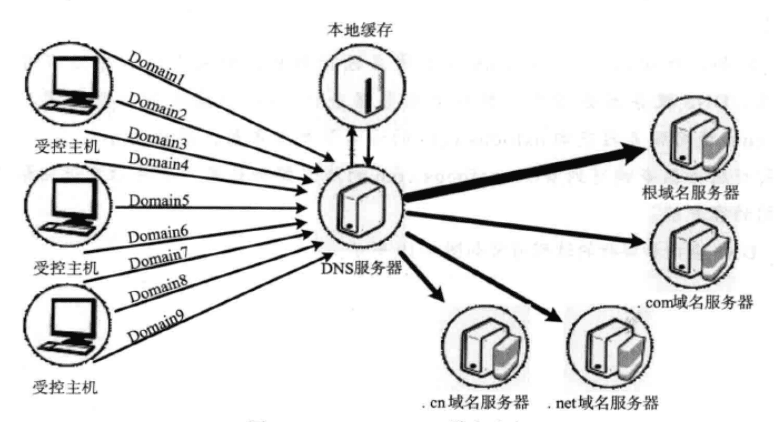 本地缓存
Domain1
Domain2
受控主机
Domain3
Domain4
根域名服务器
Domain5
受控主机
Domain6
DNS服务器
Domain7
Domain8
.com域名服务器
Domain9
受控主机
.cn域名服务器
.net域名服务器